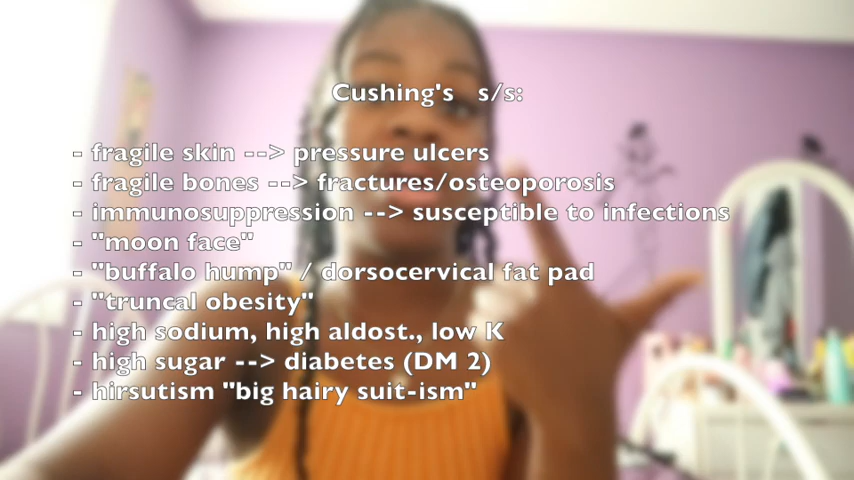 Cushing's s/s:
- fragile skin --> pressure ulcers
- fragile bones --> fractures/osteoporosis
- immunosuppression --> susceptible to infections
- "moon face"
- "buffalo hump" / dorsocervical fat pad
- "truncal obesity"
- high sodium, high aldost., low K
- high sugar --> diabetes (DM 2)
- hirsutism "big hairy suit-ism"